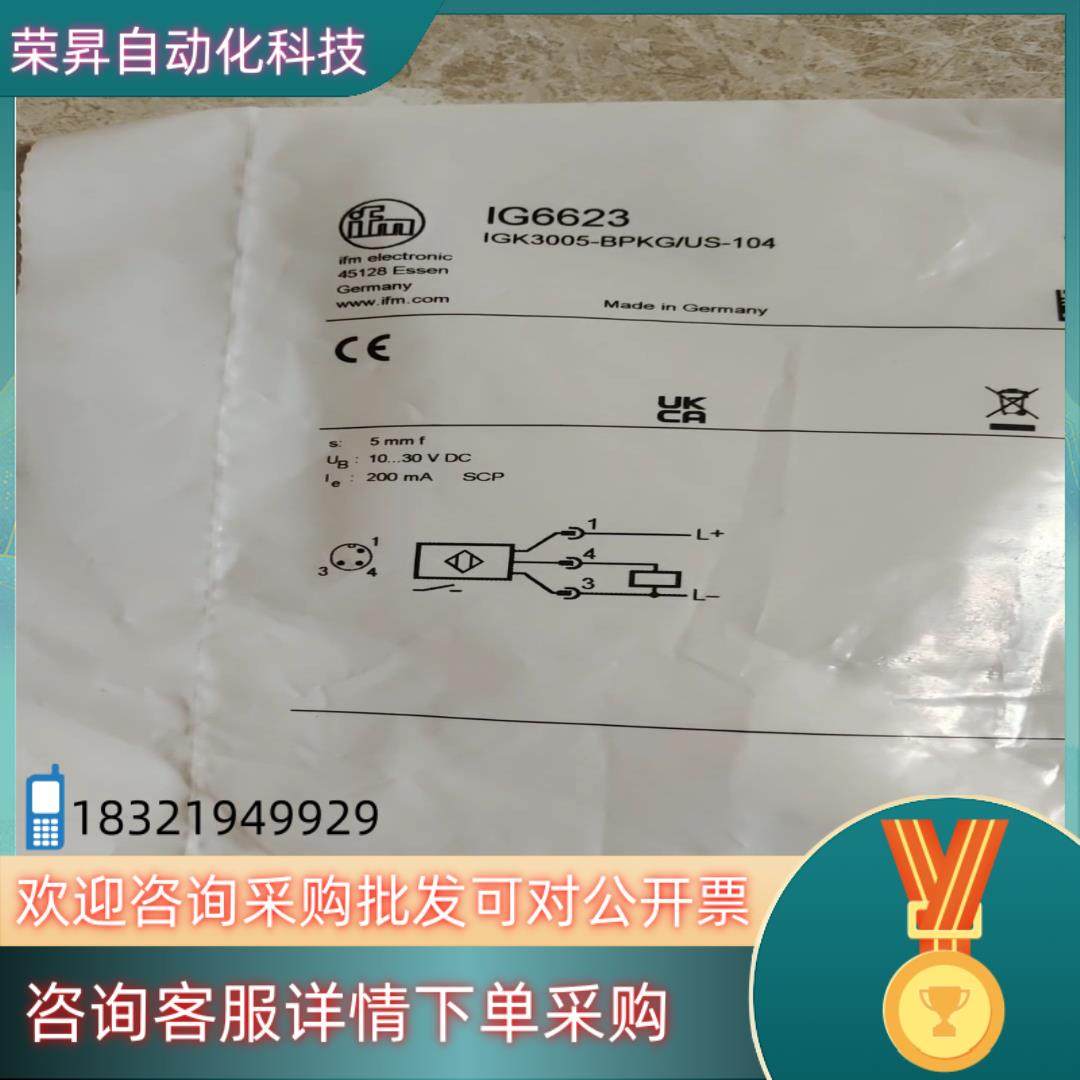 荣昇自动化科技
ifm
IG6623
IGK3005-BPKG/US-104
ifm electronic
45128 Essen
Germany
www.ifm.com
Made in Germany
CE
UK
CA
s: 5 mm f
UB : 10...30 V DC
Ie : 200 mA SCP
1
3 4
1 L+
4
3 L−
18321949929
欢迎咨询采购批发可对公开票
咨询客服详情下单采购